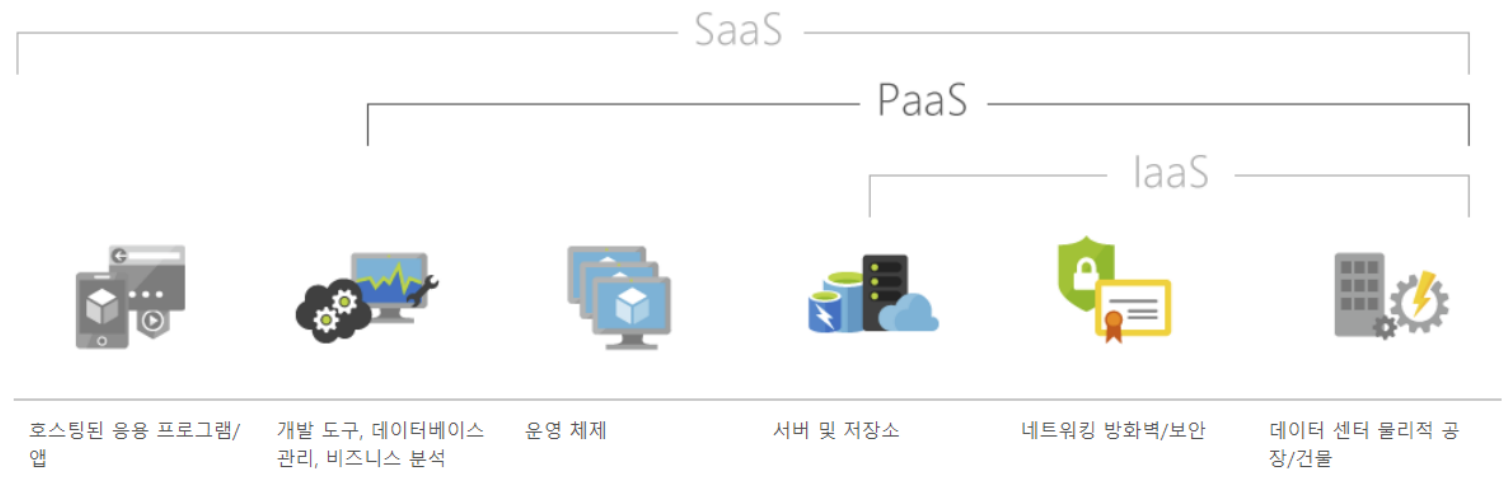 SaaS
PaaS
IaaS
호스팅된 응용 프로그램/
앱
개발 도구, 데이터베이스
관리, 비즈니스 분석
운영 체제
서버 및 저장소
네트워킹 방화벽/보안
데이터 센터 물리적 공
장/건물